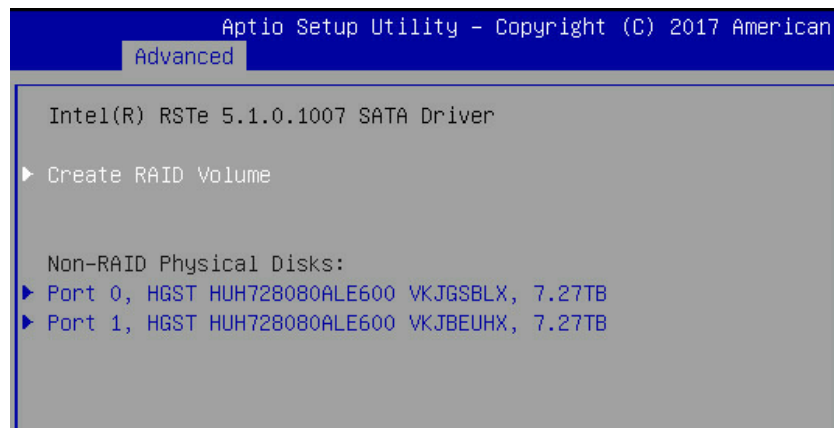 Aptio Setup Utility – Copyright (C) 2017 American
Advanced
Intel(R) RSTe 5.1.0.1007 SATA Driver
Create RAID Volume
Non-RAID Physical Disks:
Port 0, HGST HUH728080ALE600 VKJGSBLX, 7.27TB
Port 1, HGST HUH728080ALE600 VKJBEUHX, 7.27TB